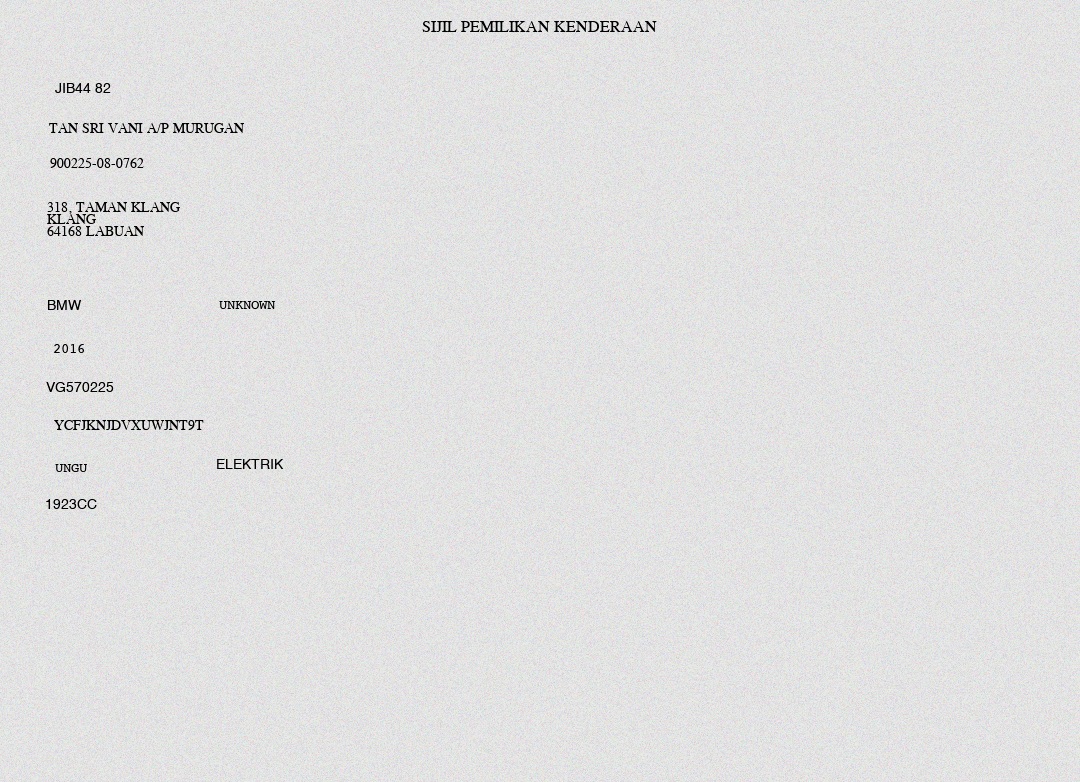 SIJIL PEMILIKAN KENDERAAN
JIB44 82
TAN SRI VANI A/P MURUGAN
900225-08-0762
318, TAMAN KLANG
KLANG
64168 LABUAN
BMW UNKNOWN
2016
VG570225
YCFJKNJDVXUWJNT9T
UNGU ELEKTRIK
1923CC